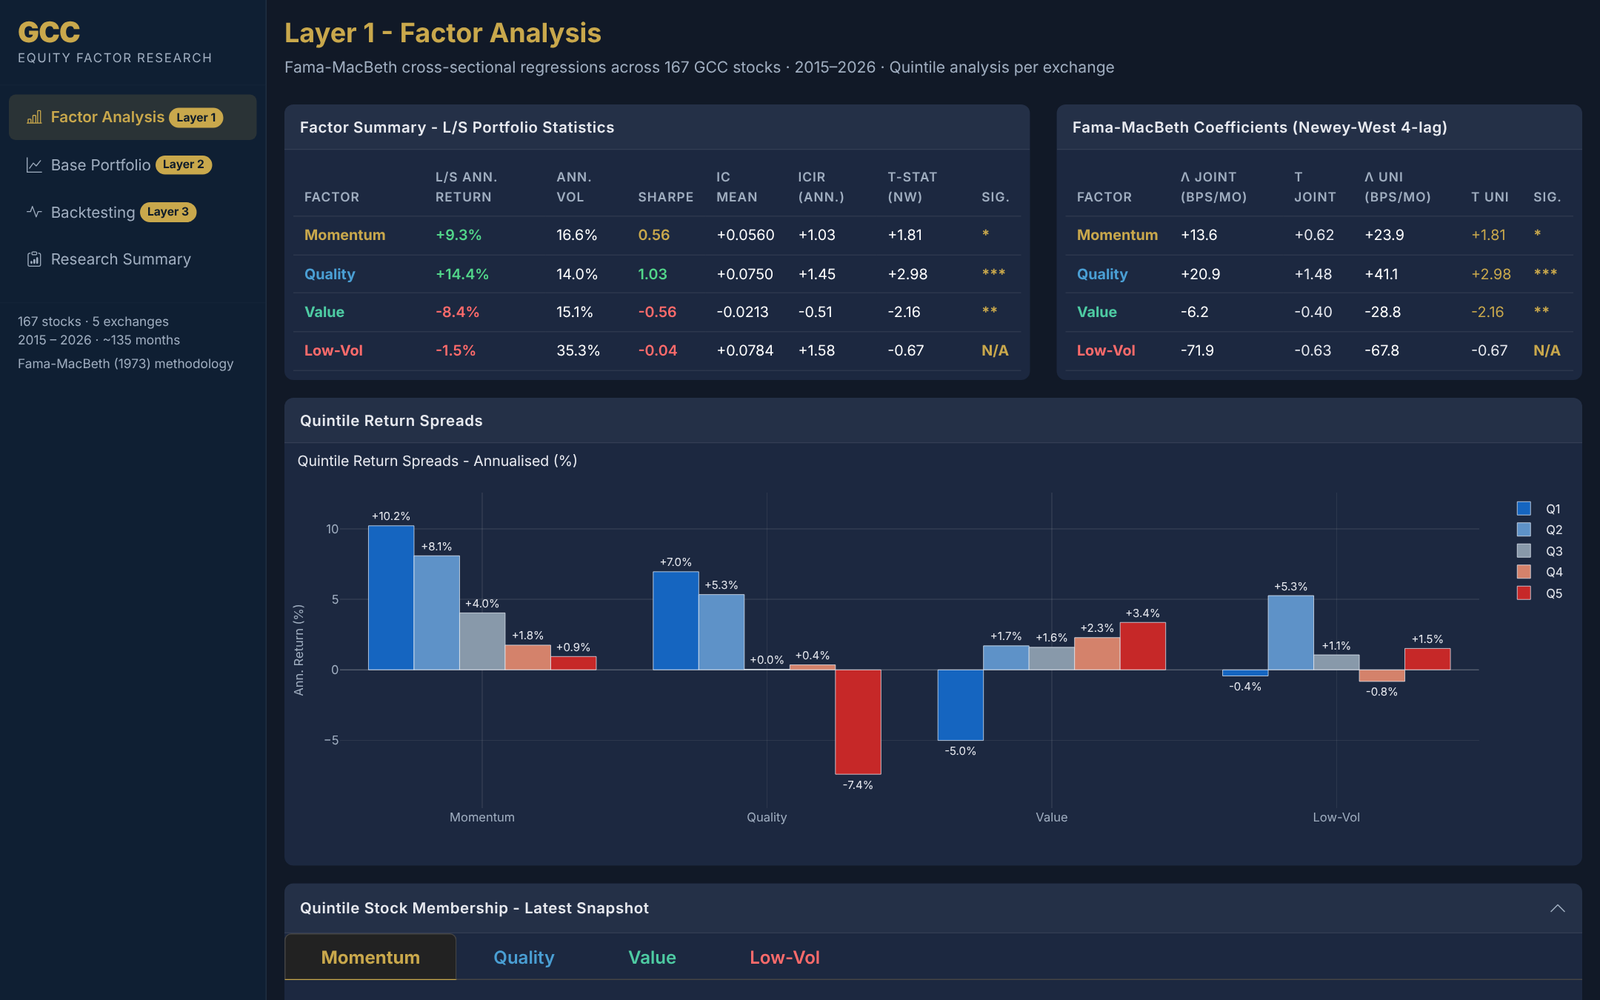 GCC
EQUITY FACTOR RESEARCH
Factor Analysis Layer 1
Base Portfolio Layer 2
Backtesting Layer 3
Research Summary
167 stocks · 5 exchanges
2015 – 2026 · ~135 months
Fama-MacBeth (1973) methodology
Layer 1 - Factor Analysis
Fama-MacBeth cross-sectional regressions across 167 GCC stocks · 2015–2026 · Quintile analysis per exchange
Factor Summary - L/S Portfolio Statistics
FACTOR L/S ANN. RETURN ANN. VOL SHARPE IC MEAN ICIR (ANN.) T-STAT (NW) SIG.
Momentum +9.3% 16.6% 0.56 +0.0560 +1.03 +1.81 *
Quality +14.4% 14.0% 1.03 +0.0750 +1.45 +2.98 ***
Value -8.4% 15.1% -0.56 -0.0213 -0.51 -2.16 **
Low-Vol -1.5% 35.3% -0.04 +0.0784 +1.58 -0.67 N/A
Fama-MacBeth Coefficients (Newey-West 4-lag)
FACTOR Λ JOINT (BPS/MO) T JOINT Λ UNI (BPS/MO) T UNI SIG.
Momentum +13.6 +0.62 +23.9 +1.81 *
Quality +20.9 +1.48 +41.1 +2.98 ***
Value -6.2 -0.40 -28.8 -2.16 **
Low-Vol -71.9 -0.63 -67.8 -0.67 N/A
Quintile Return Spreads
Quintile Return Spreads - Annualised (%)
Ann. Return (%)
10
5
0
−5
+10.2% +8.1% +4.0% +1.8% +0.9%
+7.0% +5.3% +0.0% +0.4% -7.4%
-5.0% +1.7% +1.6% +2.3% +3.4%
-0.4% +5.3% +1.1% -0.8% +1.5%
Momentum Quality Value Low-Vol
Q1
Q2
Q3
Q4
Q5
Quintile Stock Membership - Latest Snapshot
Momentum Quality Value Low-Vol